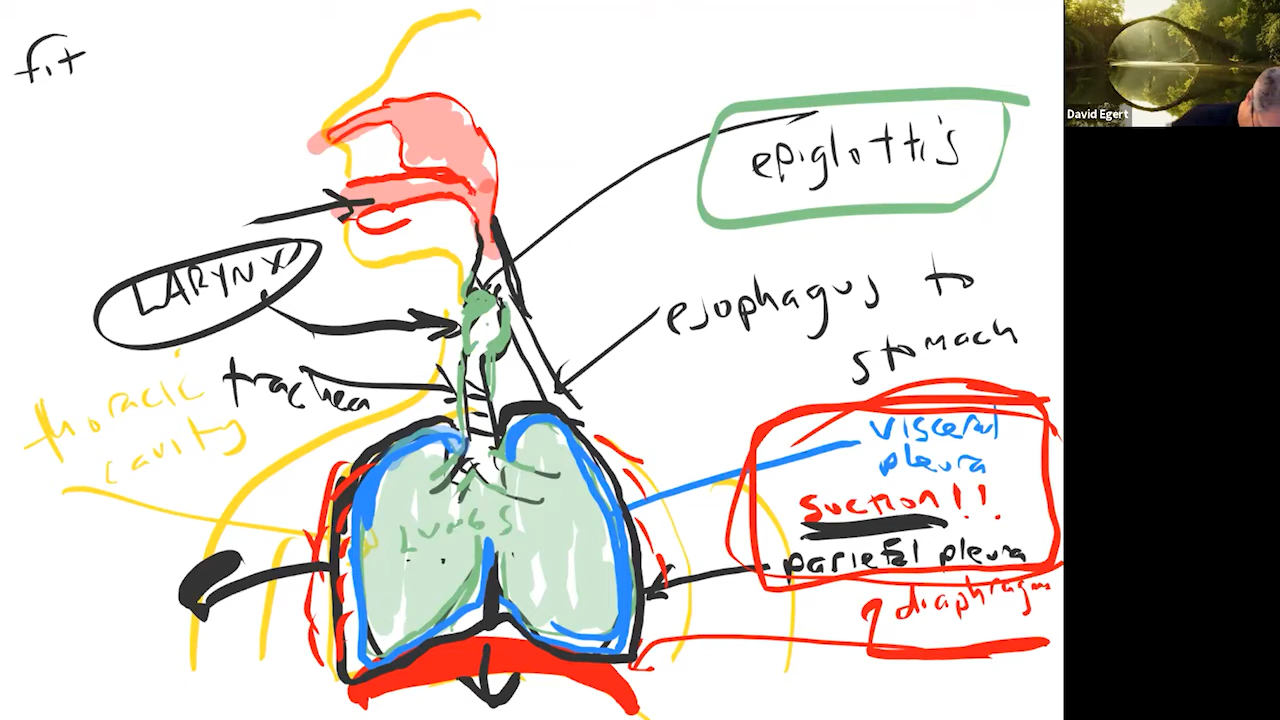 fit
David Egert
epiglottis
LARYNX
esophagus to
stomach
thoracic
cavity
trachea
visceral
pleura
suction!!
parietal pleura
LUNGS
diaphragm